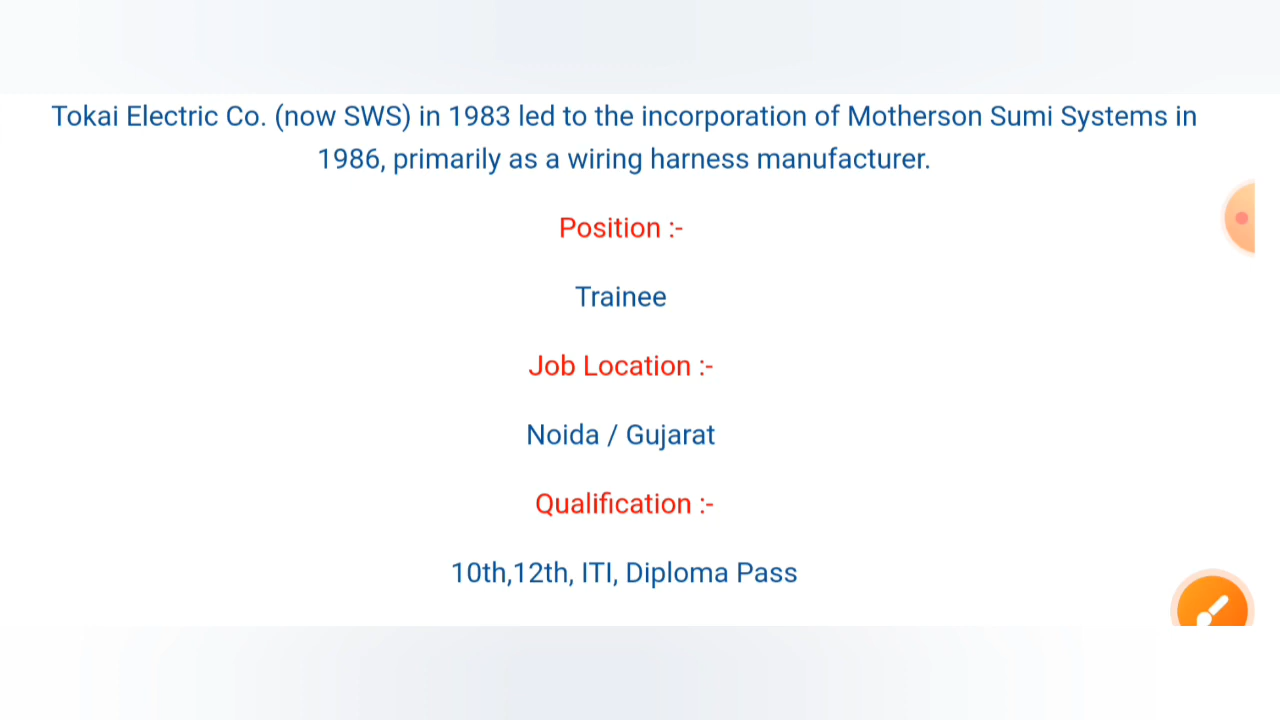 Tokai Electric Co. (now SWS) in 1983 led to the incorporation of Motherson Sumi Systems in
1986, primarily as a wiring harness manufacturer.
Position :-
Trainee
Job Location :-
Noida / Gujarat
Qualification :-
10th,12th, ITI, Diploma Pass